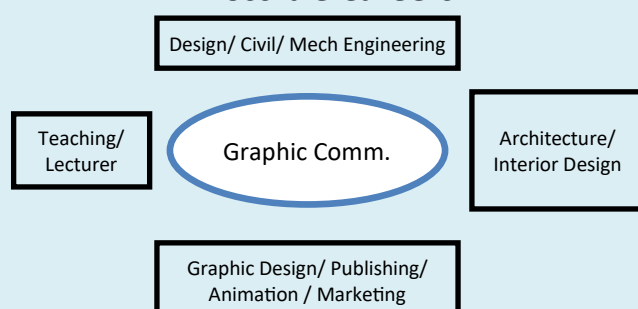 Design/ Civil/ Mech Engineering
Teaching/
Lecturer
Graphic Comm.
Architecture/
Interior Design
Graphic Design/ Publishing/
Animation / Marketing